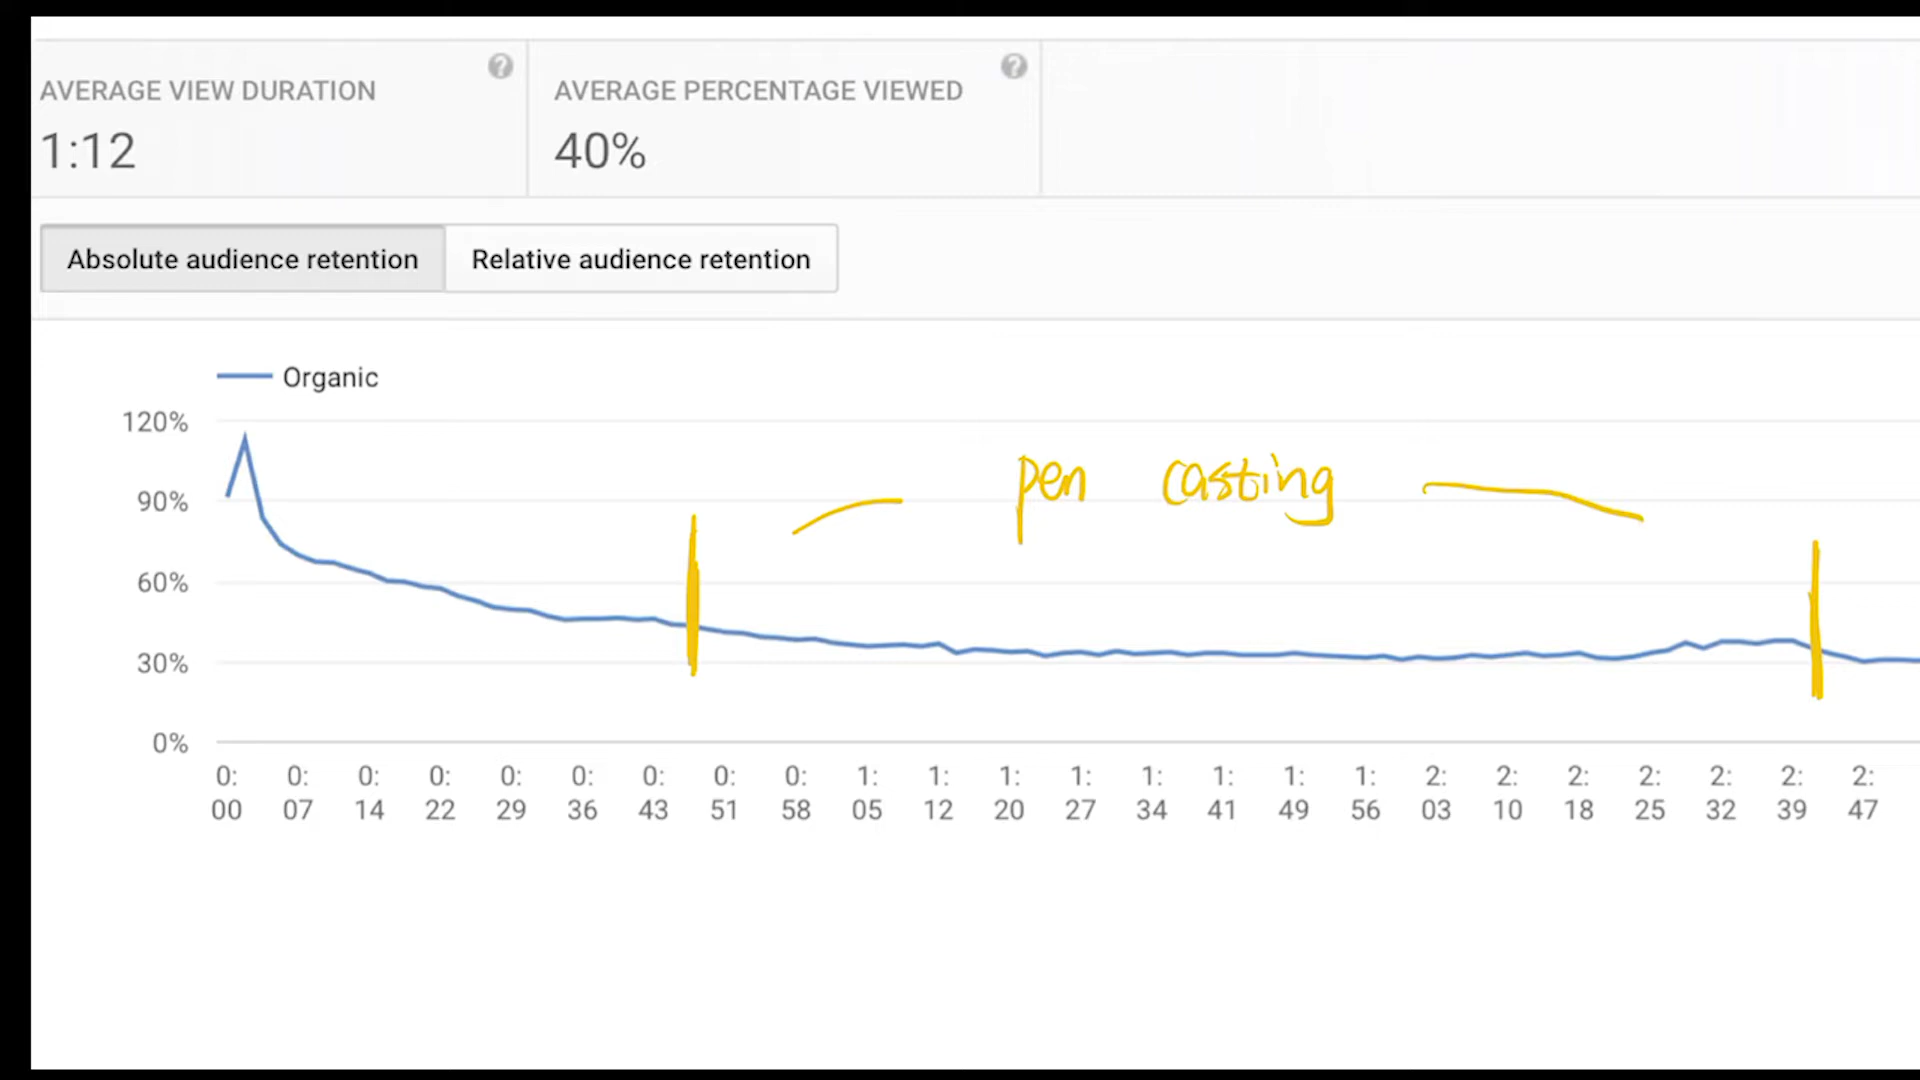 AVERAGE VIEW DURATION ?
1:12
AVERAGE PERCENTAGE VIEWED ?
40%
Absolute audience retention
Relative audience retention
Organic
pen casting
120%
90%
60%
30%
0%
0:00 0:07 0:14 0:22 0:29 0:36 0:43 0:51 0:58 1:05 1:12 1:20 1:27 1:34 1:41 1:49 1:56 2:03 2:10 2:18 2:25 2:32 2:39 2:47